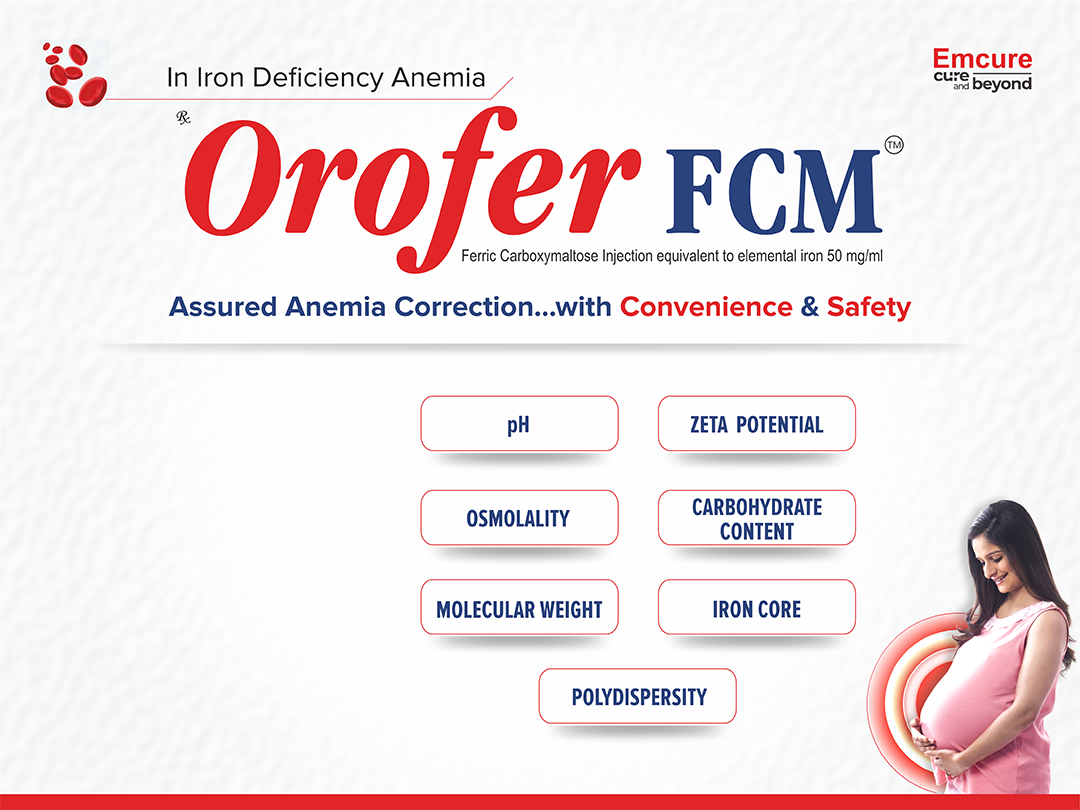 In Iron Deficiency Anemia
Emcure
cure
and beyond
Rx
Orofer FCM TM
Ferric Carboxymaltose Injection equivalent to elemental iron 50 mg/ml
Assured Anemia Correction...with Convenience & Safety
pH
ZETA POTENTIAL
OSMOLALITY
CARBOHYDRATE
CONTENT
MOLECULAR WEIGHT
IRON CORE
POLYDISPERSITY